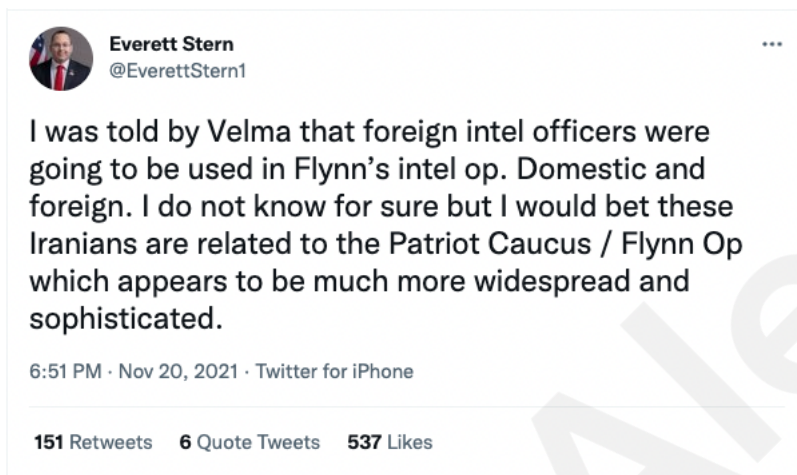 Everett Stern
@EverettStern1
I was told by Velma that foreign intel officers were
going to be used in Flynn’s intel op. Domestic and
foreign. I do not know for sure but I would bet these
Iranians are related to the Patriot Caucus / Flynn Op
which appears to be much more widespread and
sophisticated.
6:51 PM · Nov 20, 2021 · Twitter for iPhone
151 Retweets 6 Quote Tweets 537 Likes
Ale